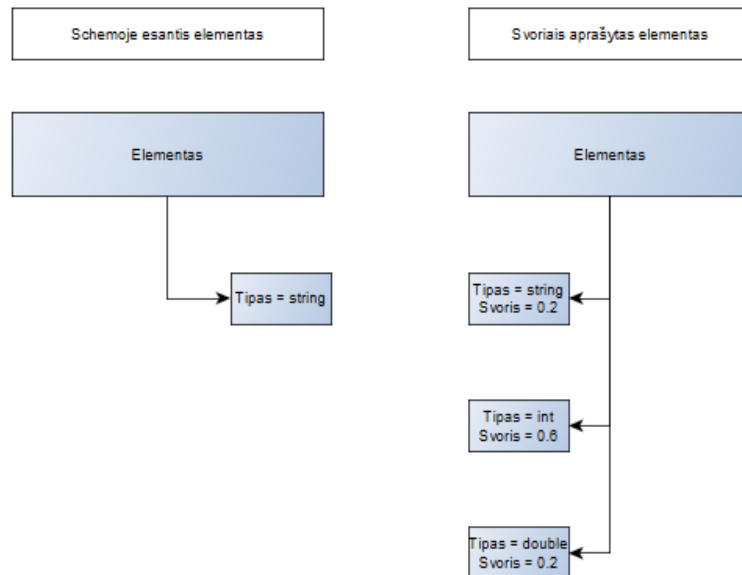 Schemoje esantis elementas
Svoriais aprašytas elementas
Elementas
Elementas
Tipas = string
Tipas = string
Svoris = 0.2
Tipas = int
Svoris = 0.6
Tipas = double
Svoris = 0.2